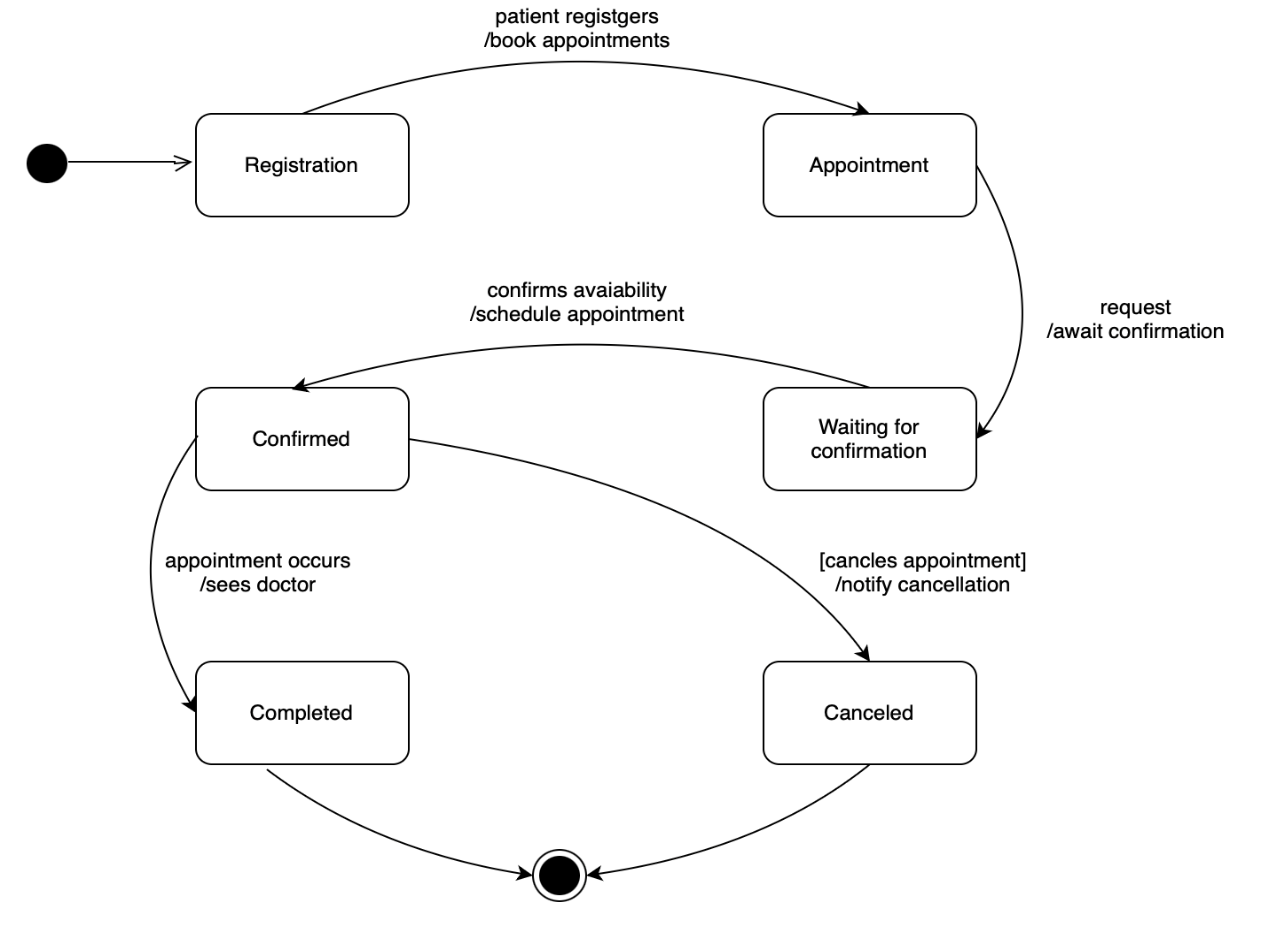 patient registgers
/book appointments
Registration
Appointment
confirms avaiability
/schedule appointment
request
/await confirmation
Confirmed
Waiting for
confirmation
appointment occurs
/sees doctor
[cancles appointment]
/notify cancellation
Completed
Canceled